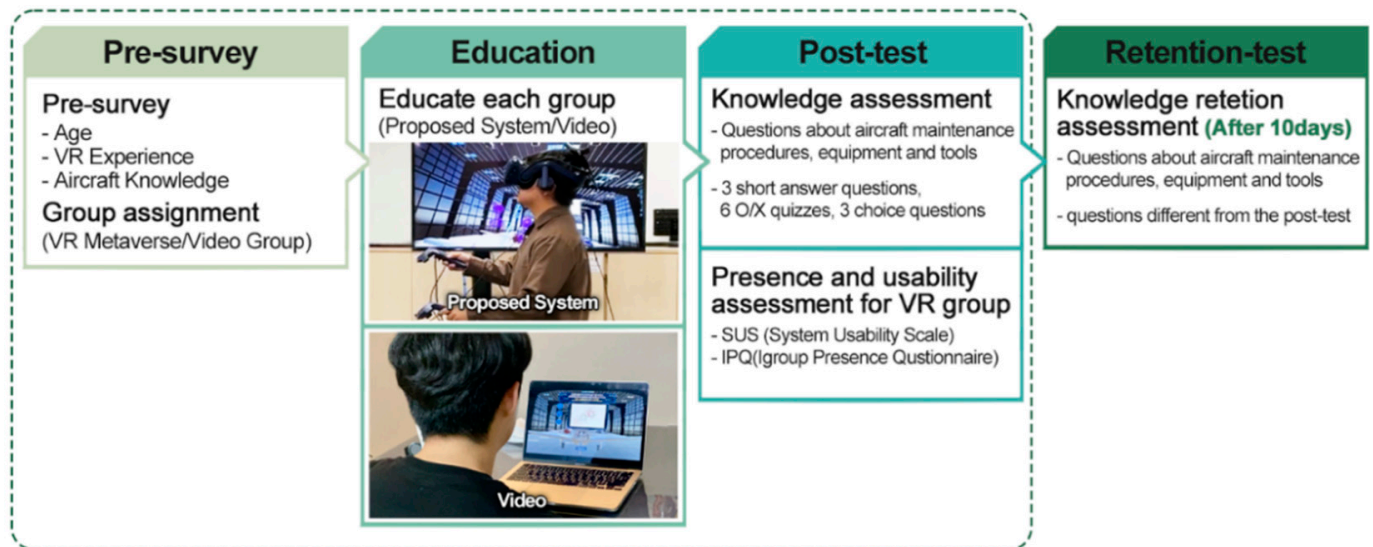 Pre-survey
Pre-survey
- Age
- VR Experience
- Aircraft Knowledge
Group assignment
(VR Metaverse/Video Group)
Education
Educate each group
(Proposed System/Video)
Proposed System
Video
Post-test
Knowledge assessment
- Questions about aircraft maintenance
procedures, equipment and tools
- 3 short answer questions,
6 O/X quizzes, 3 choice questions
Presence and usability
assessment for VR group
- SUS (System Usability Scale)
- IPQ(Igroup Presence Qustionnaire)
Retention-test
Knowledge retetion
assessment (After 10days)
- Questions about aircraft maintenance
procedures, equipment and tools
- questions different from the post-test